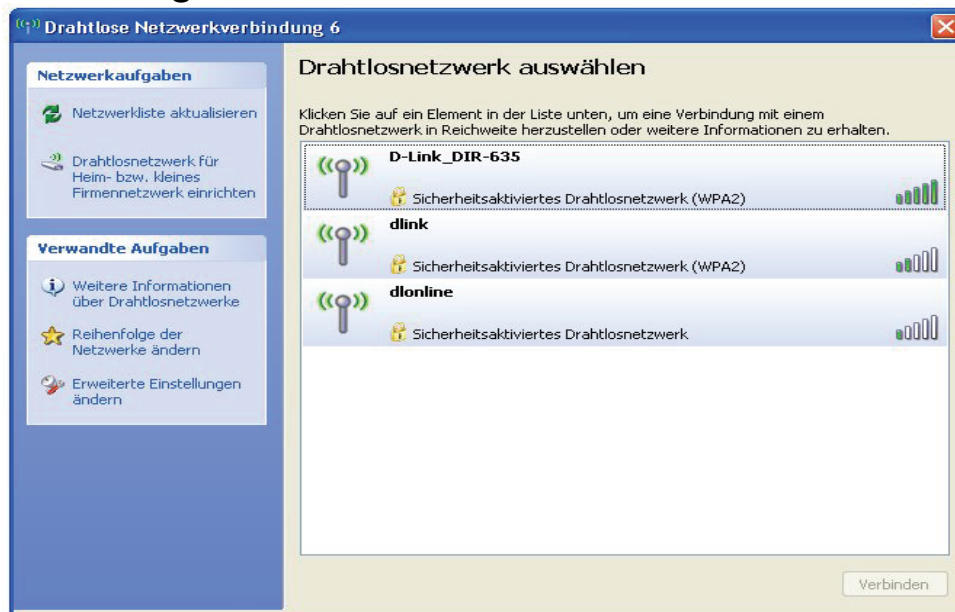 Drahtlose Netzwerkverbindung 6
Netzwerkaufgaben
Netzwerkliste aktualisieren
Drahtlosnetzwerk für
Heim- bzw. kleines
Firmennetzwerk einrichten
Verwandte Aufgaben
Weitere Informationen
über Drahtlosnetzwerke
Reihenfolge der
Netzwerke ändern
Erweiterte Einstellungen
ändern
Drahtlosnetzwerk auswählen
Klicken Sie auf ein Element in der Liste unten, um eine Verbindung mit einem
Drahtlosnetzwerk in Reichweite herzustellen oder weitere Informationen zu erhalten.
D-Link_DIR-635
Sicherheitsaktiviertes Drahtlosnetzwerk (WPA2)
dlink
Sicherheitsaktiviertes Drahtlosnetzwerk (WPA2)
dlonline
Sicherheitsaktiviertes Drahtlosnetzwerk
Verbinden